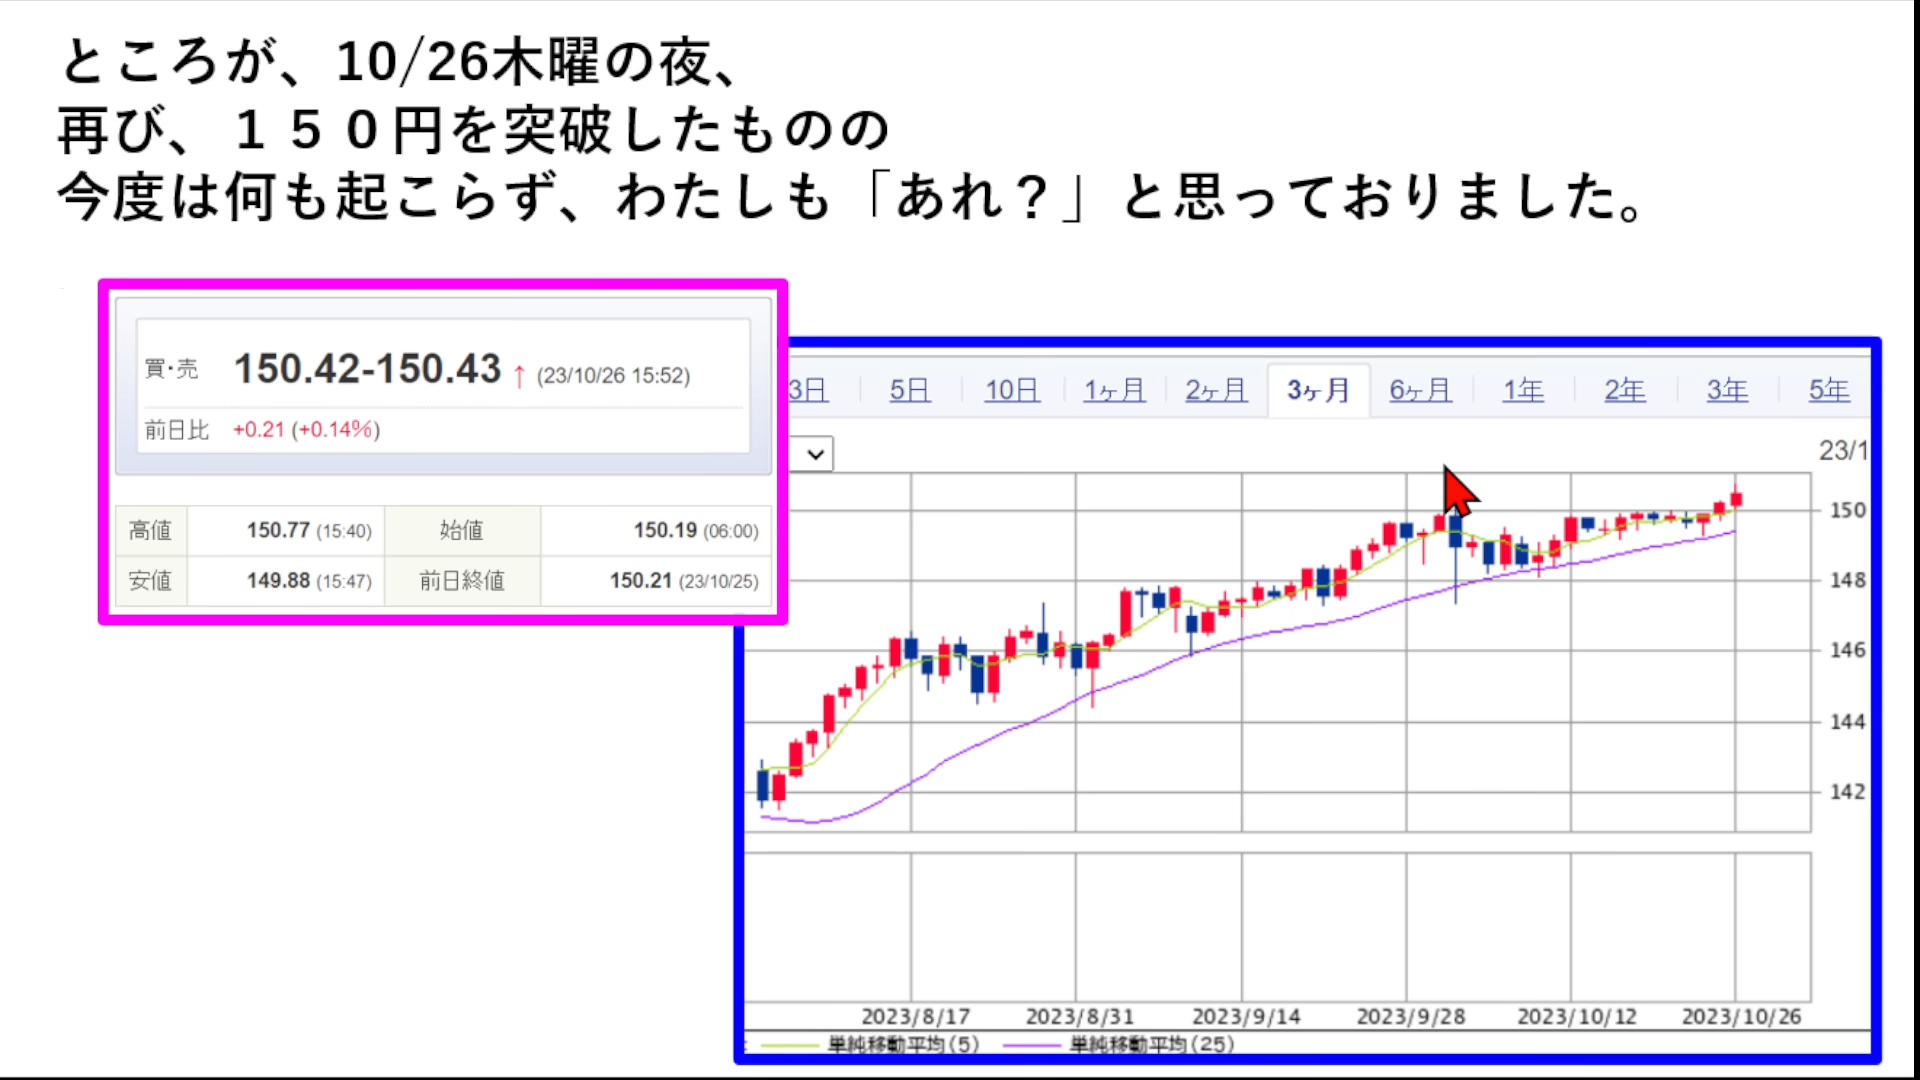 ところが、10/26木曜の夜、
再び、１５０円を突破したものの
今度は何も起こらず、わたしも「あれ？」と思っておりました。
買・売 150.42-150.43 ↑ (23/10/26 15:52)
前日比 +0.21 (+0.14%)
高値 150.77 (15:40) 始値 150.19 (06:00)
安値 149.88 (15:47) 前日終値 150.21 (23/10/25)
3日 5日 10日 1ヶ月 2ヶ月 3ヶ月 6ヶ月 1年 2年 3年 5年
23/1
150
148
146
144
142
2023/8/17 2023/8/31 2023/9/14 2023/9/28 2023/10/12 2023/10/26
単純移動平均(5) 単純移動平均(25)